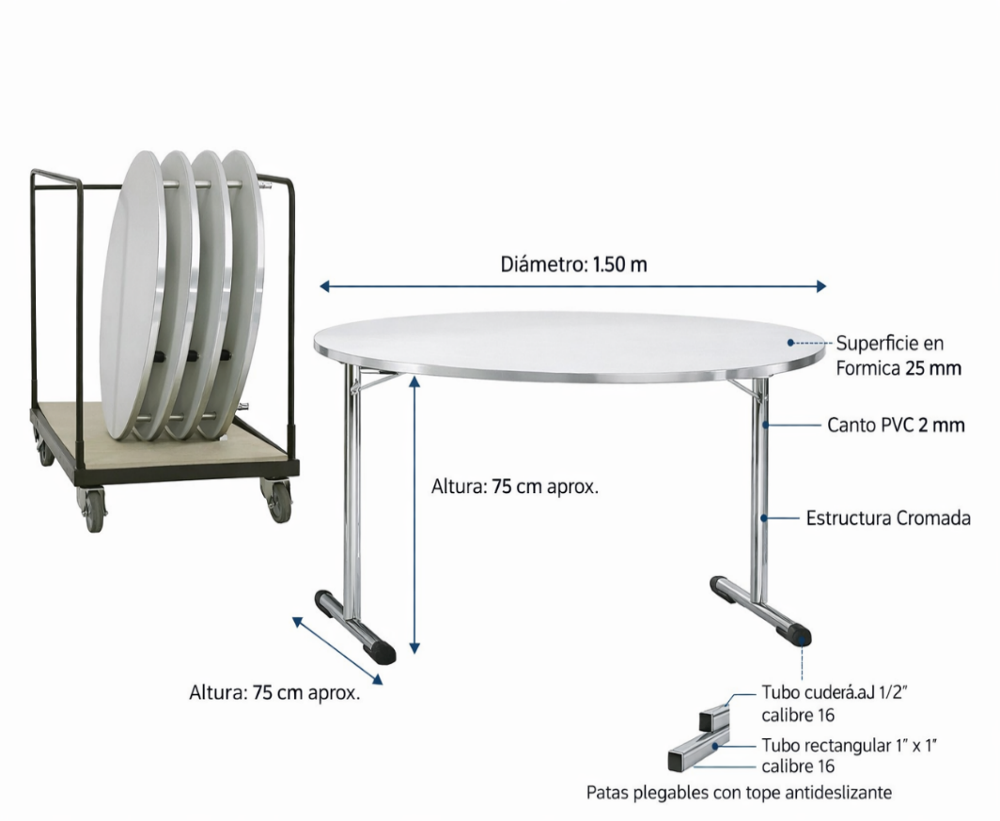 Diámetro: 1.50 m
Superficie en
Formica 25 mm
Canto PVC 2 mm
Altura: 75 cm aprox.
Estructura Cromada
Altura: 75 cm aprox.
Tubo cuderá.aJ 1/2"
calibre 16
Tubo rectangular 1" x 1"
calibre 16
Patas plegables con tope antideslizante